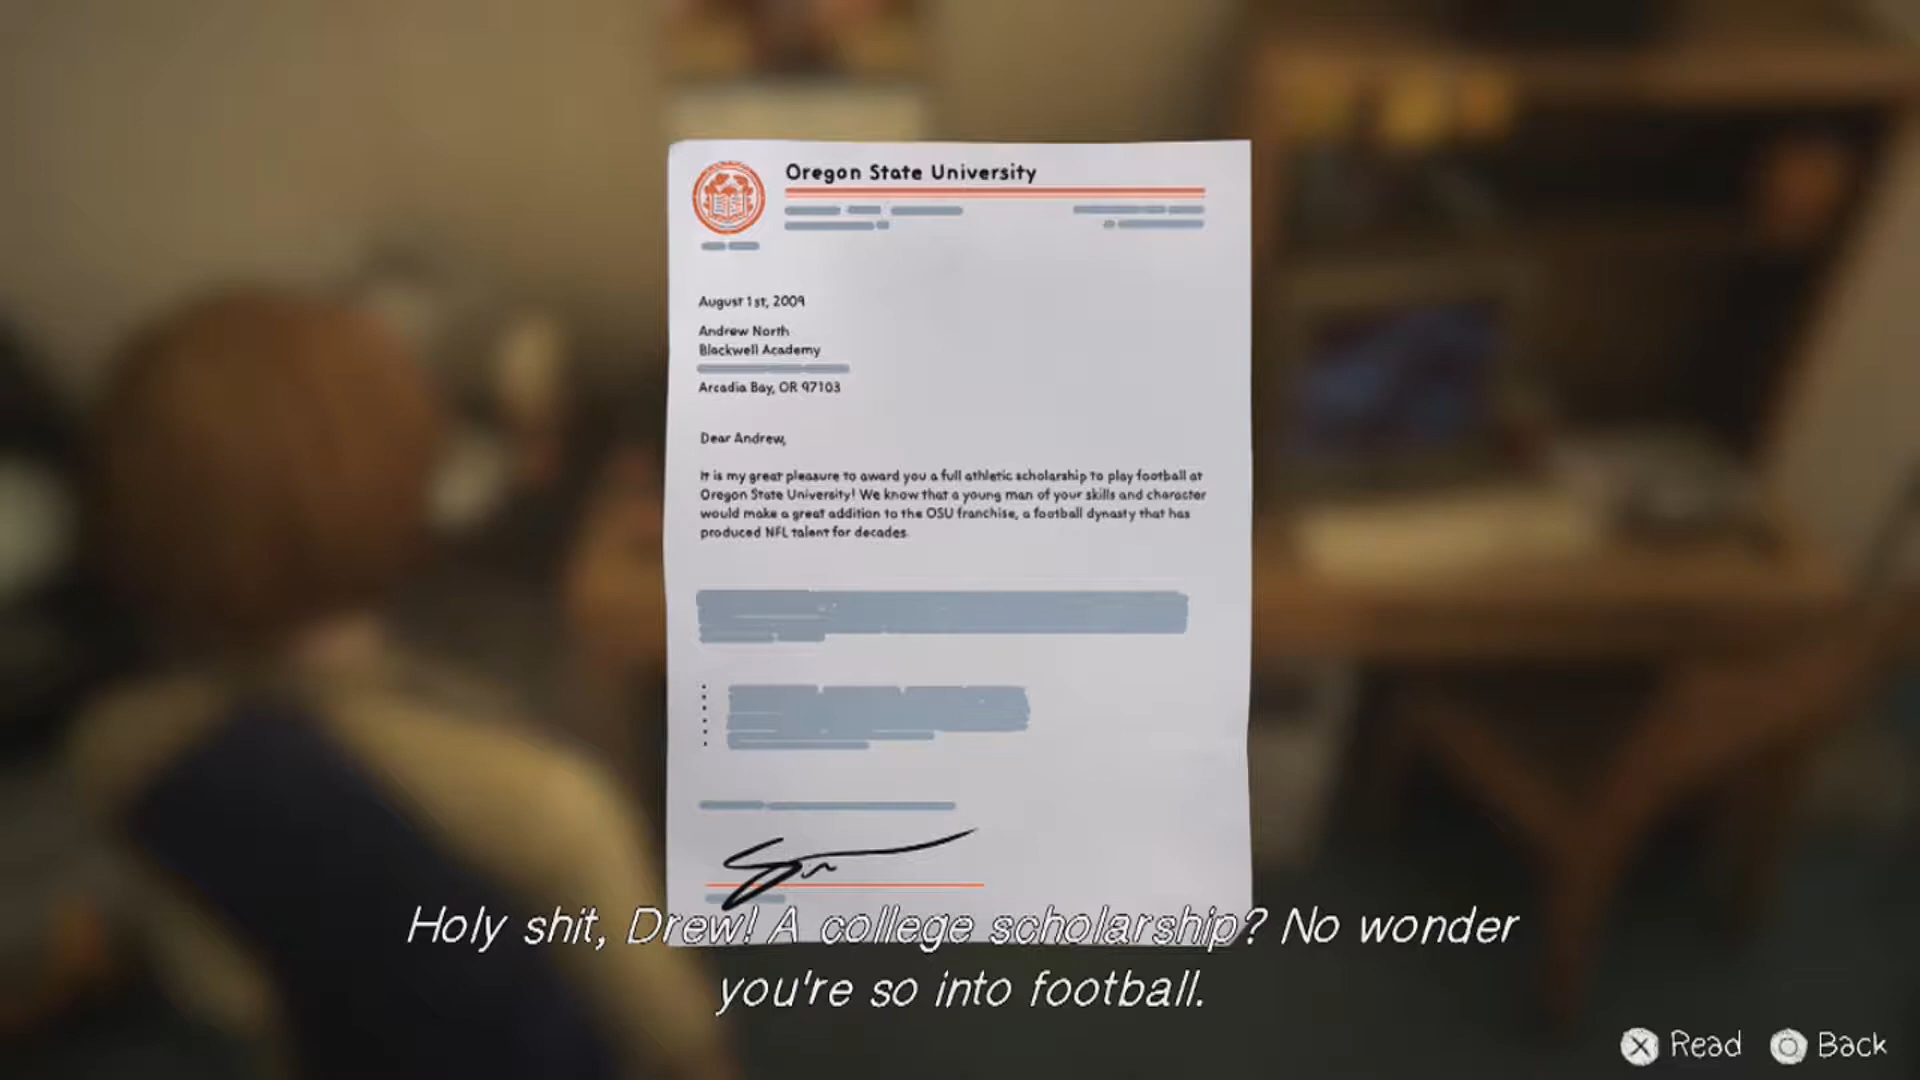 Oregon State University
August 1st, 2009
Andrew North
Blackwell Academy
Arcadia Bay, OR 97103
Dear Andrew,
It is my great pleasure to award you a full athletic scholarship to play football at
Oregon State University! We know that a young man of your skills and character
would make a great addition to the OSU franchise, a football dynasty that has
produced NFL talent for decades.
Holy shit, Drew! A college scholarship? No wonder
you're so into football.
Read
Back